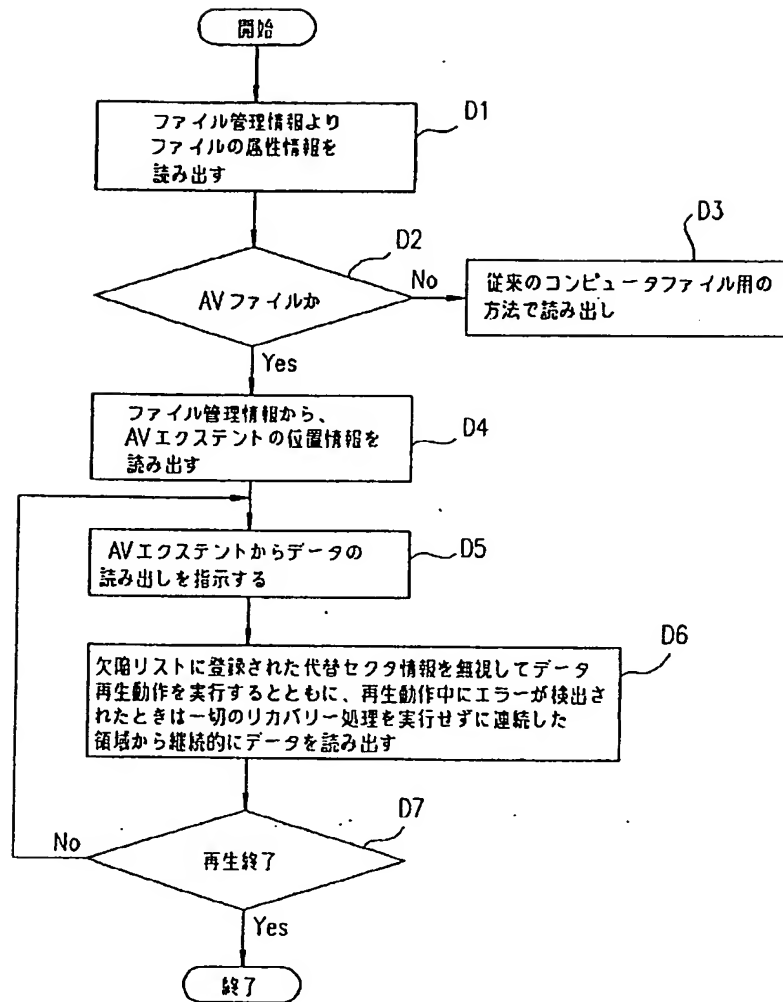 開始
ファイル管理情報より
ファイルの属性情報を
読み出す
D1
D2
AVファイルか
No
D3
従来のコンピュータファイル用の
方法で読み出し
Yes
ファイル管理情報から、
AVエクステントの位置情報を
読み出す
D4
AVエクステントからデータの
読み出しを指示する
D5
欠陥リストに登録された代替セクタ情報を無視してデータ
再生動作を実行するとともに、再生動作中にエラーが検出さ
れたときは一切のリカバリー処理を実行せずに連続した
領域から継続的にデータを読み出す
D6
No
再生終了
D7
Yes
終了